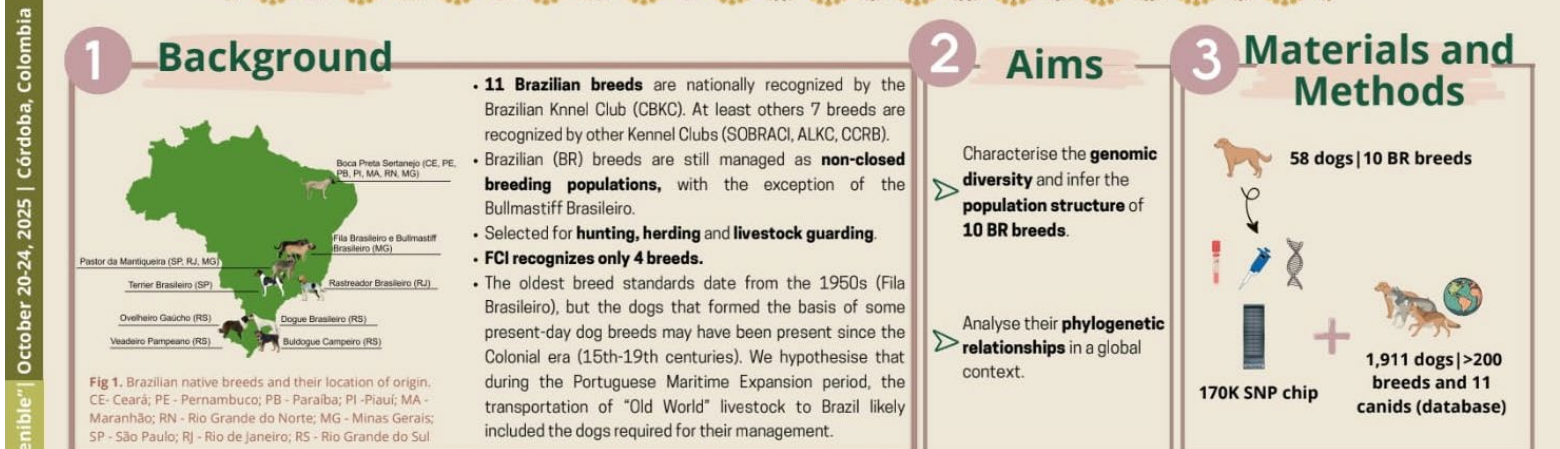 enible"| October 20-24, 2025 | Córdoba, Colombia
1
Background
Boca Preta Sertanejo (CE, PE,
PB, PI, MA, RN, MG)
Fila Brasileiro e Bullmastiff
Brasileiro (MG)
Pastor da Mantiqueira (SP, RJ, MG)
Terrier Brasileiro (SP)
Rastreador Brasileiro (RJ)
Ovelheiro Gaúcho (RS)
Dogue Brasileiro (RS)
Veadeiro Pampeano (RS)
Buldogue Campeiro (RS)
Fig 1. Brazilian native breeds and their location of origin.
CE- Ceará; PE - Pernambuco; PB - Paraíba; PI -Piauí; MA -
Maranhão; RN - Rio Grande do Norte; MG - Minas Gerais;
SP - São Paulo; RJ - Rio de Janeiro; RS - Rio Grande do Sul
• 11 Brazilian breeds are nationally recognized by the
Brazilian Knnel Club (CBKC). At least others 7 breeds are
recognized by other Kennel Clubs (SOBRACI, ALKC, CCRB).
• Brazilian (BR) breeds are still managed as non-closed
breeding populations, with the exception of the
Bullmastiff Brasileiro.
• Selected for hunting, herding and livestock guarding.
• FCI recognizes only 4 breeds.
• The oldest breed standards date from the 1950s (Fila
Brasileiro), but the dogs that formed the basis of some
present-day dog breeds may have been present since the
Colonial era (15th-19th centuries). We hypothesise that
during the Portuguese Maritime Expansion period, the
transportation of "Old World" livestock to Brazil likely
included the dogs required for their management.
2
Aims
Characterise the genomic
diversity and infer the
population structure of
10 BR breeds.
Analyse their phylogenetic
relationships in a global
context.
3
Materials and
Methods
58 dogs|10 BR breeds
170K SNP chip
+
1,911 dogs|>200
breeds and 11
canids (database)